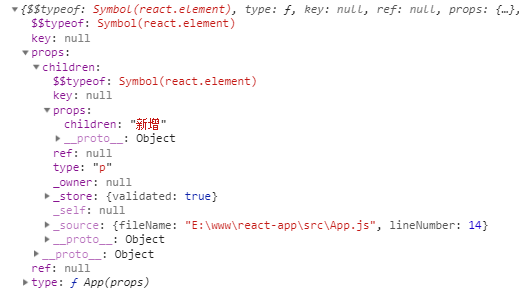 {$$typeof: Symbol(react.element), type: ƒ, key: null, ref: null, props: {…},
$$typeof: Symbol(react.element)
key: null
props:
children:
$$typeof: Symbol(react.element)
key: null
props:
children: "新增"
__proto__: Object
ref: null
type: "p"
_owner: null
_store: {validated: true}
_self: null
_source: {fileName: "E:\www\react-app\src\App.js", lineNumber: 14}
__proto__: Object
__proto__: Object
ref: null
type: ƒ App(props)